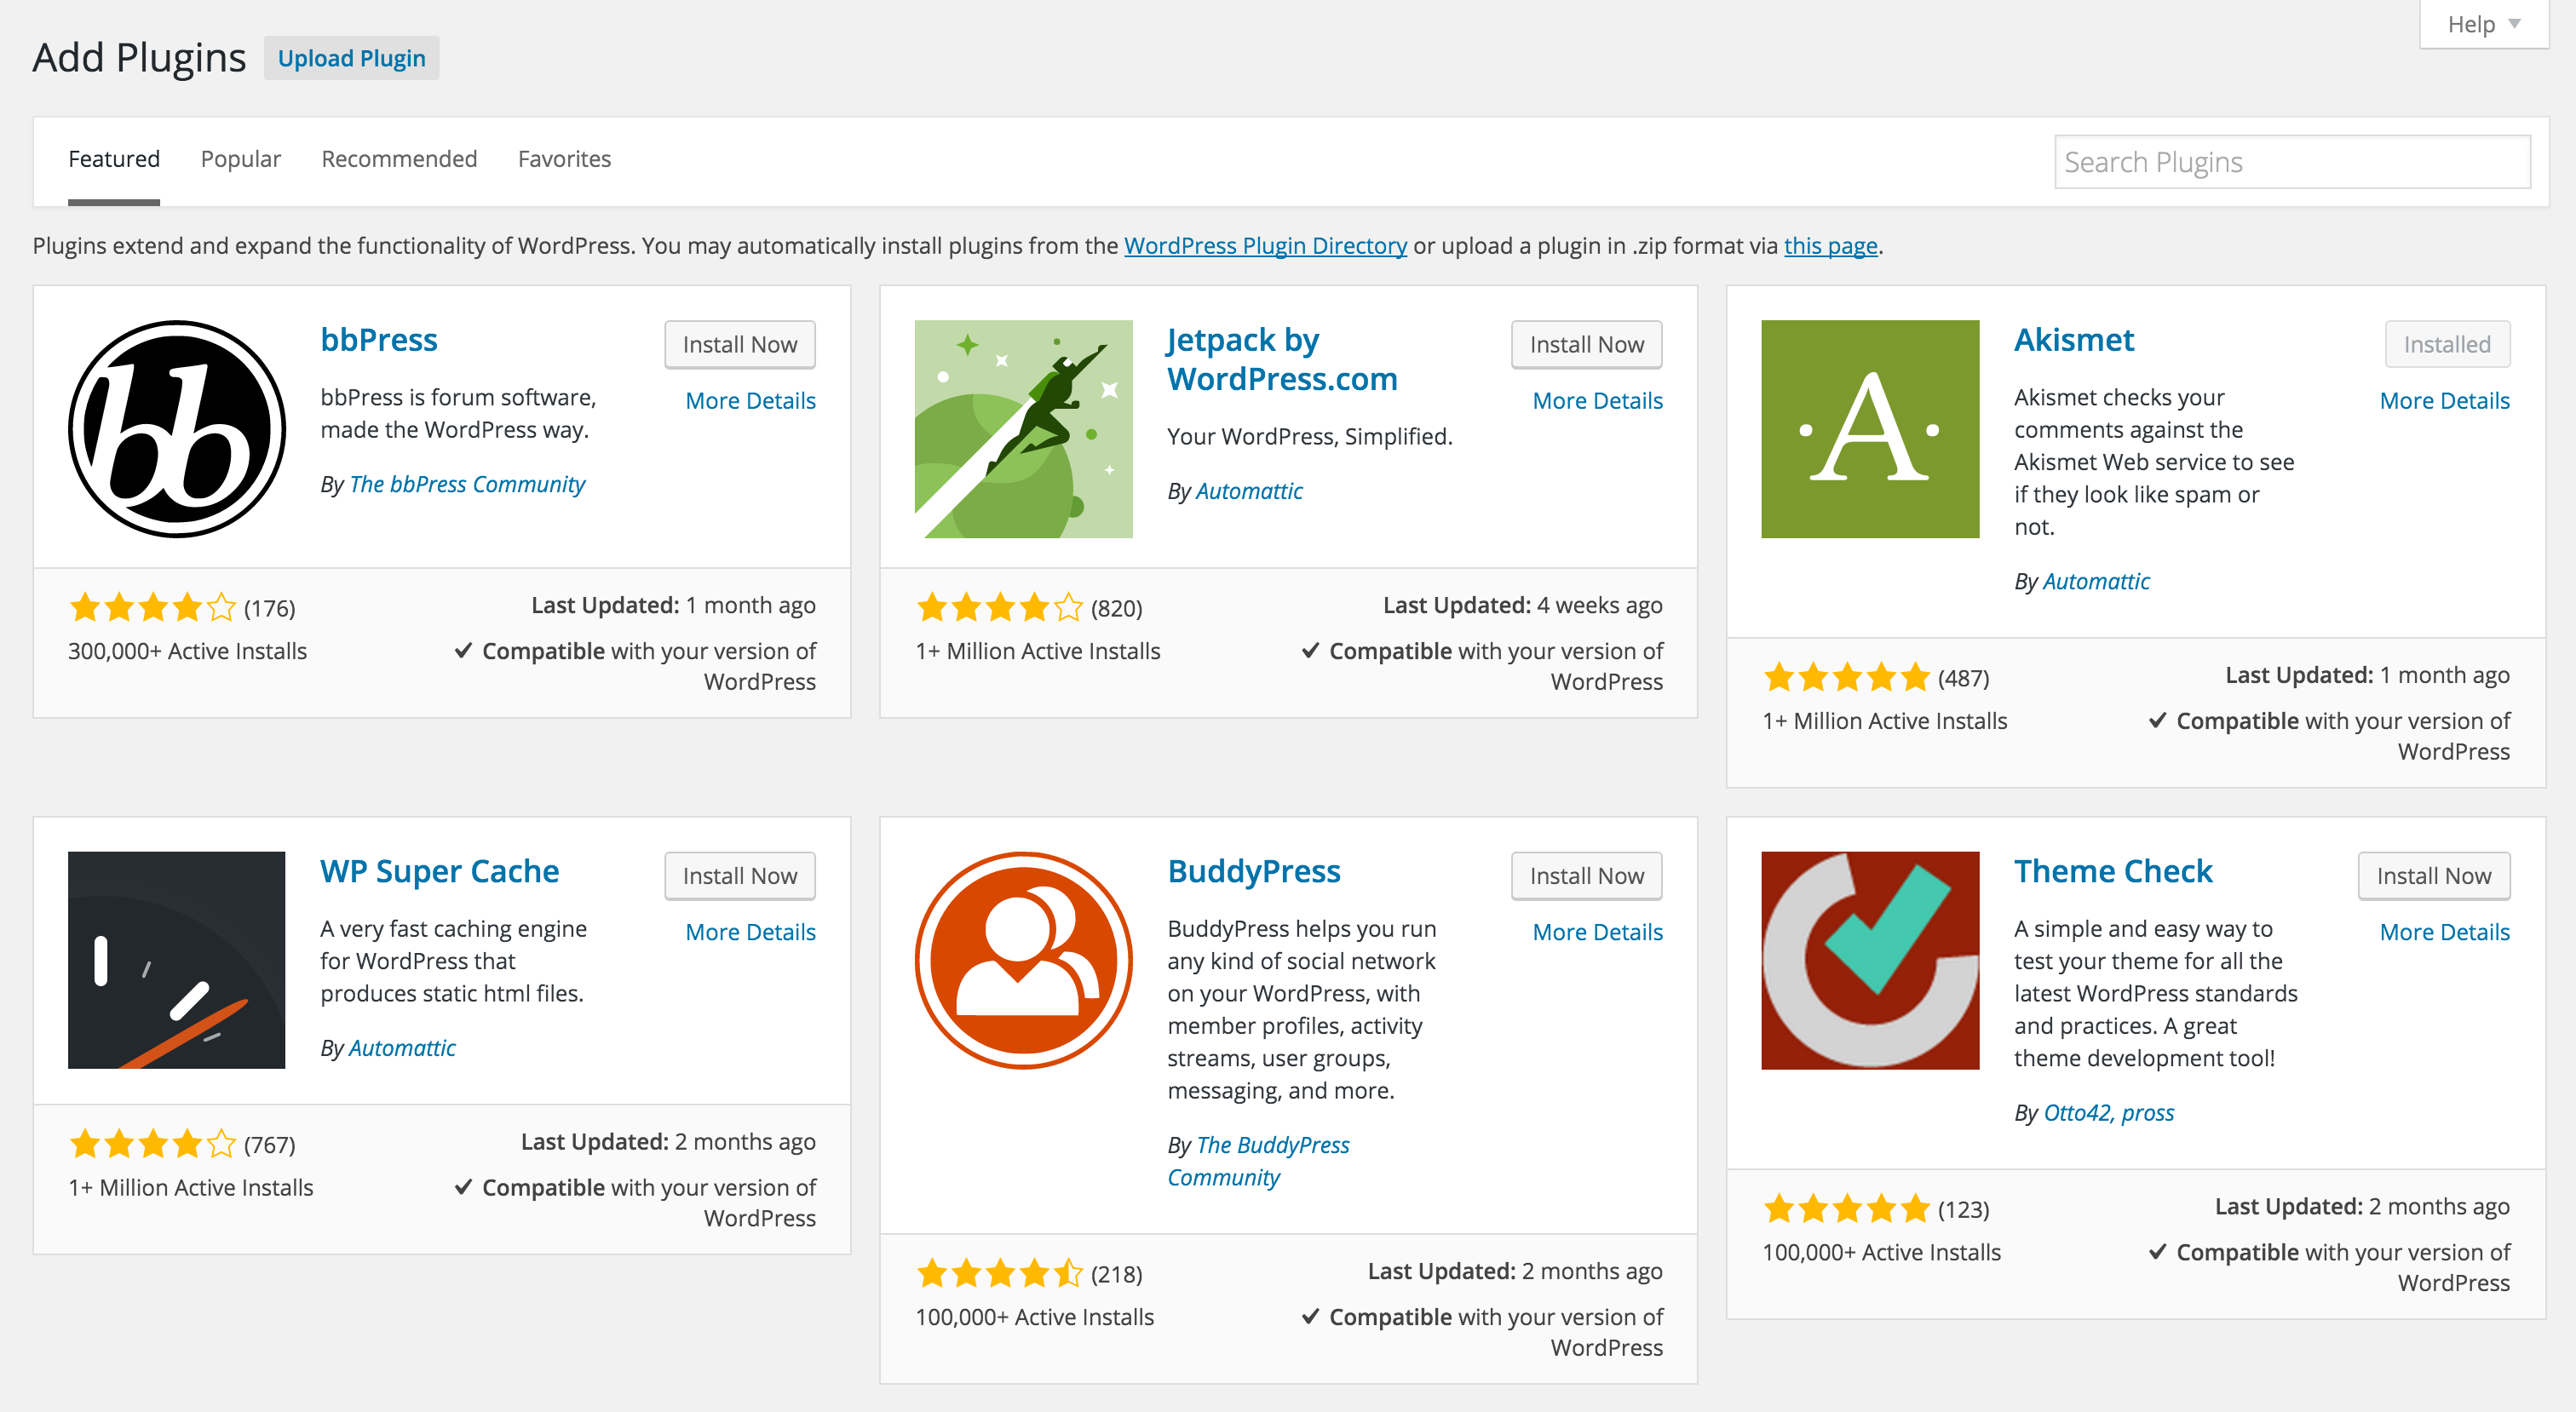 Help
Add Plugins
Upload Plugin
Featured
Popular
Recommended
Favorites
Search Plugins
Plugins extend and expand the functionality of WordPress. You may automatically install plugins from the WordPress Plugin Directory or upload a plugin in .zip format via this page.
bb
bbPress
Install Now
More Details
bbPress is forum software,
made the WordPress way.
By The bbPress Community
(176)
300,000+ Active Installs
Last Updated: 1 month ago
Compatible with your version of
WordPress
Jetpack by
WordPress.com
Install Now
More Details
Your WordPress, Simplified.
By Automattic
(820)
1+ Million Active Installs
Last Updated: 4 weeks ago
Compatible with your version of
WordPress
·A·
Akismet
Installed
More Details
Akismet checks your
comments against the
Akismet Web service to see
if they look like spam or
not.
By Automattic
(487)
1+ Million Active Installs
Last Updated: 1 month ago
Compatible with your version of
WordPress
WP Super Cache
Install Now
More Details
A very fast caching engine
for WordPress that
produces static html files.
By Automattic
(767)
1+ Million Active Installs
Last Updated: 2 months ago
Compatible with your version of
WordPress
BuddyPress
Install Now
More Details
BuddyPress helps you run
any kind of social network
on your WordPress, with
member profiles, activity
streams, user groups,
messaging, and more.
By The BuddyPress
Community
(218)
100,000+ Active Installs
Last Updated: 2 months ago
Compatible with your version of
WordPress
Theme Check
Install Now
More Details
A simple and easy way to
test your theme for all the
latest WordPress standards
and practices. A great
theme development tool!
By Otto42, pross
(123)
100,000+ Active Installs
Last Updated: 2 months ago
Compatible with your version of
WordPress